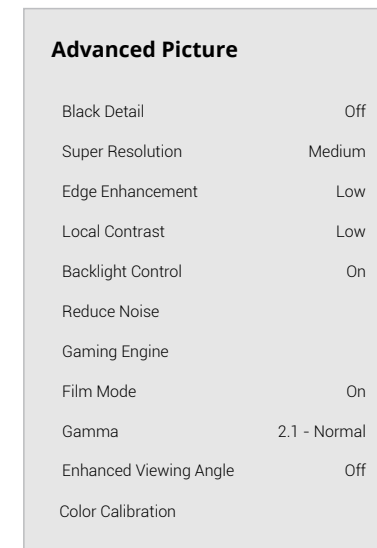 Advanced Picture
Black Detail Off
Super Resolution Medium
Edge Enhancement Low
Local Contrast Low
Backlight Control On
Reduce Noise
Gaming Engine
Film Mode On
Gamma 2.1 - Normal
Enhanced Viewing Angle Off
Color Calibration